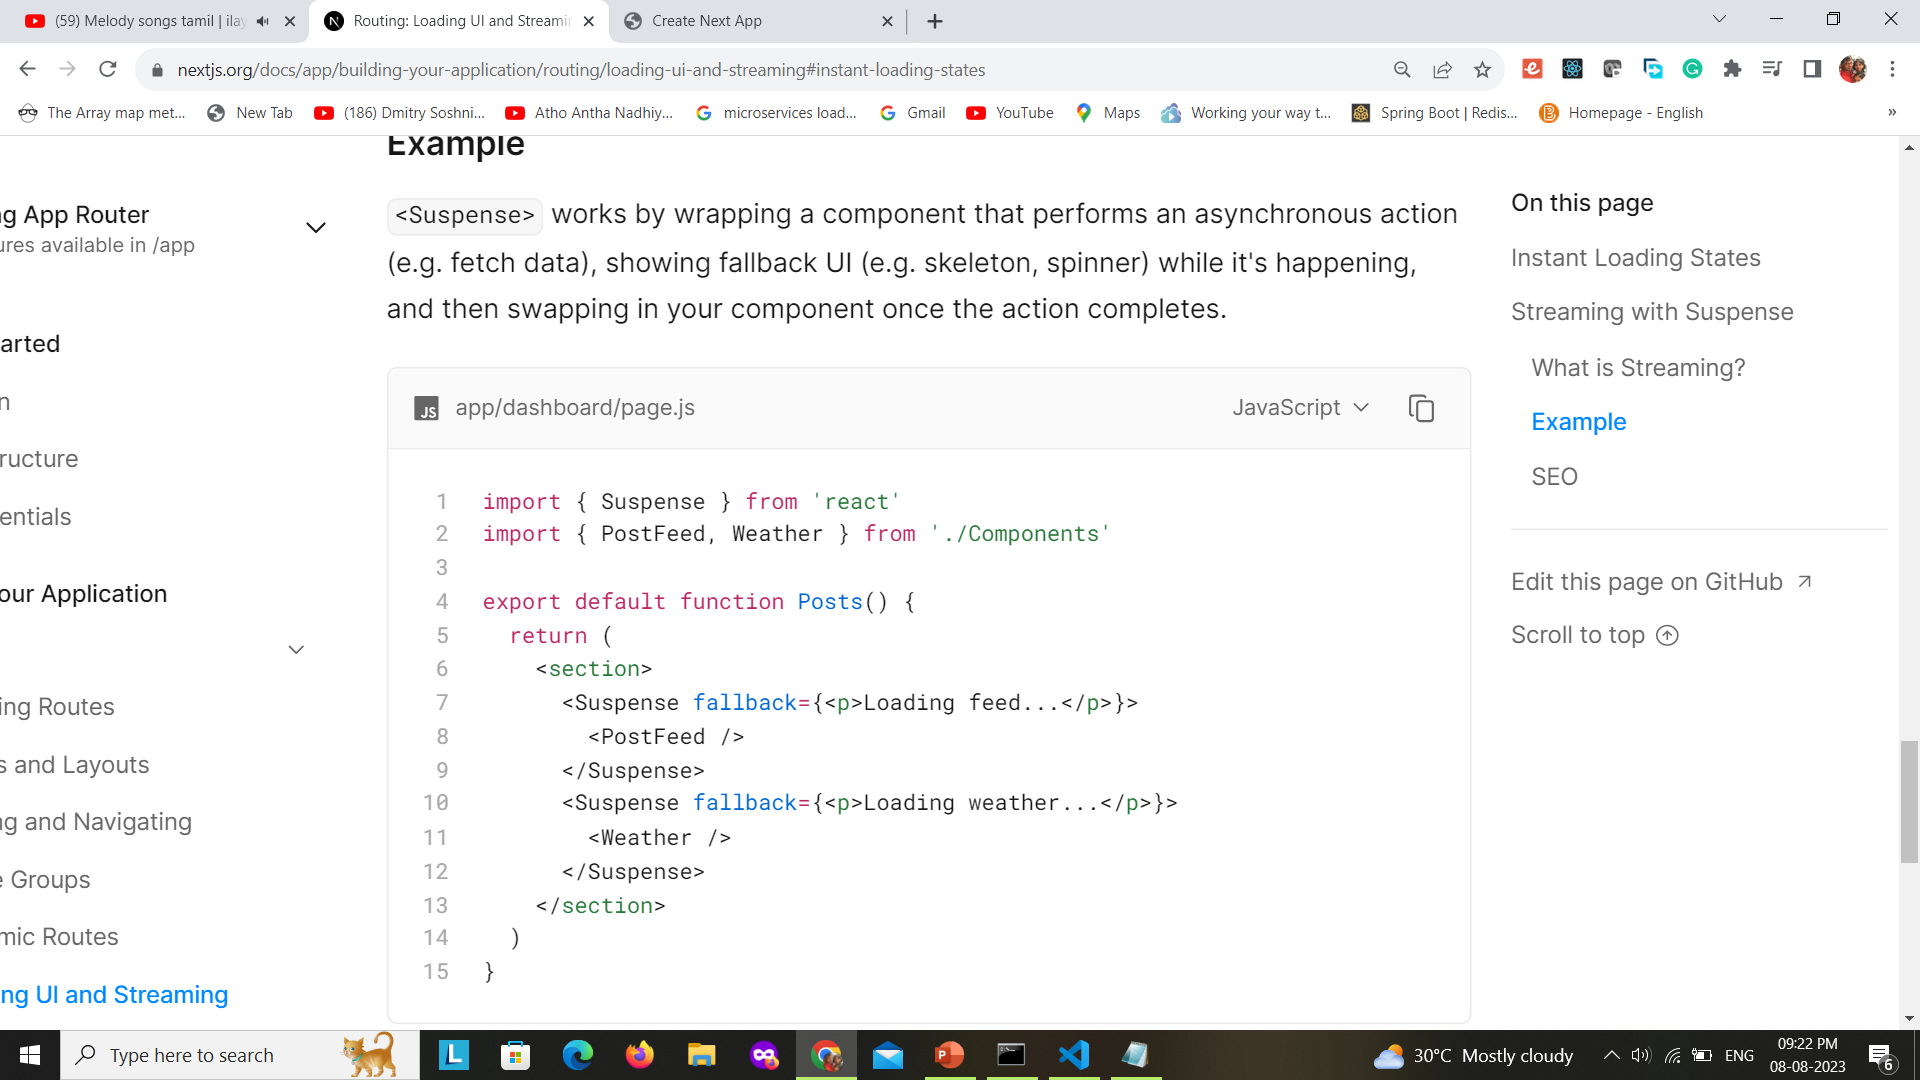 (59) Melody songs tamil | ilay
Routing: Loading UI and Streamin
Create Next App
nextjs.org/docs/app/building-your-application/routing/loading-ui-and-streaming#instant-loading-states
The Array map met...
New Tab
(186) Dmitry Soshni...
Atho Antha Nadhiy...
microservices load...
Gmail
YouTube
Maps
Working your way t...
Spring Boot | Redis...
Homepage - English
»
ng App Router
ures available in /app
arted
n
ructure
entials
our Application
ing Routes
s and Layouts
ng and Navigating
e Groups
mic Routes
ng UI and Streaming
Example
<Suspense> works by wrapping a component that performs an asynchronous action
(e.g. fetch data), showing fallback UI (e.g. skeleton, spinner) while it's happening,
and then swapping in your component once the action completes.
JS app/dashboard/page.js
JavaScript
1 import { Suspense } from 'react'
2 import { PostFeed, Weather } from './Components'
3
4 export default function Posts() {
5   return (
6     <section>
7       <Suspense fallback={<p>Loading feed...</p>}>
8         <PostFeed />
9       </Suspense>
10       <Suspense fallback={<p>Loading weather...</p>}>
11         <Weather />
12       </Suspense>
13     </section>
14   )
15 }
On this page
Instant Loading States
Streaming with Suspense
What is Streaming?
Example
SEO
Edit this page on GitHub
Scroll to top
Type here to search
30°C Mostly cloudy
ENG
09:22 PM
08-08-2023
6